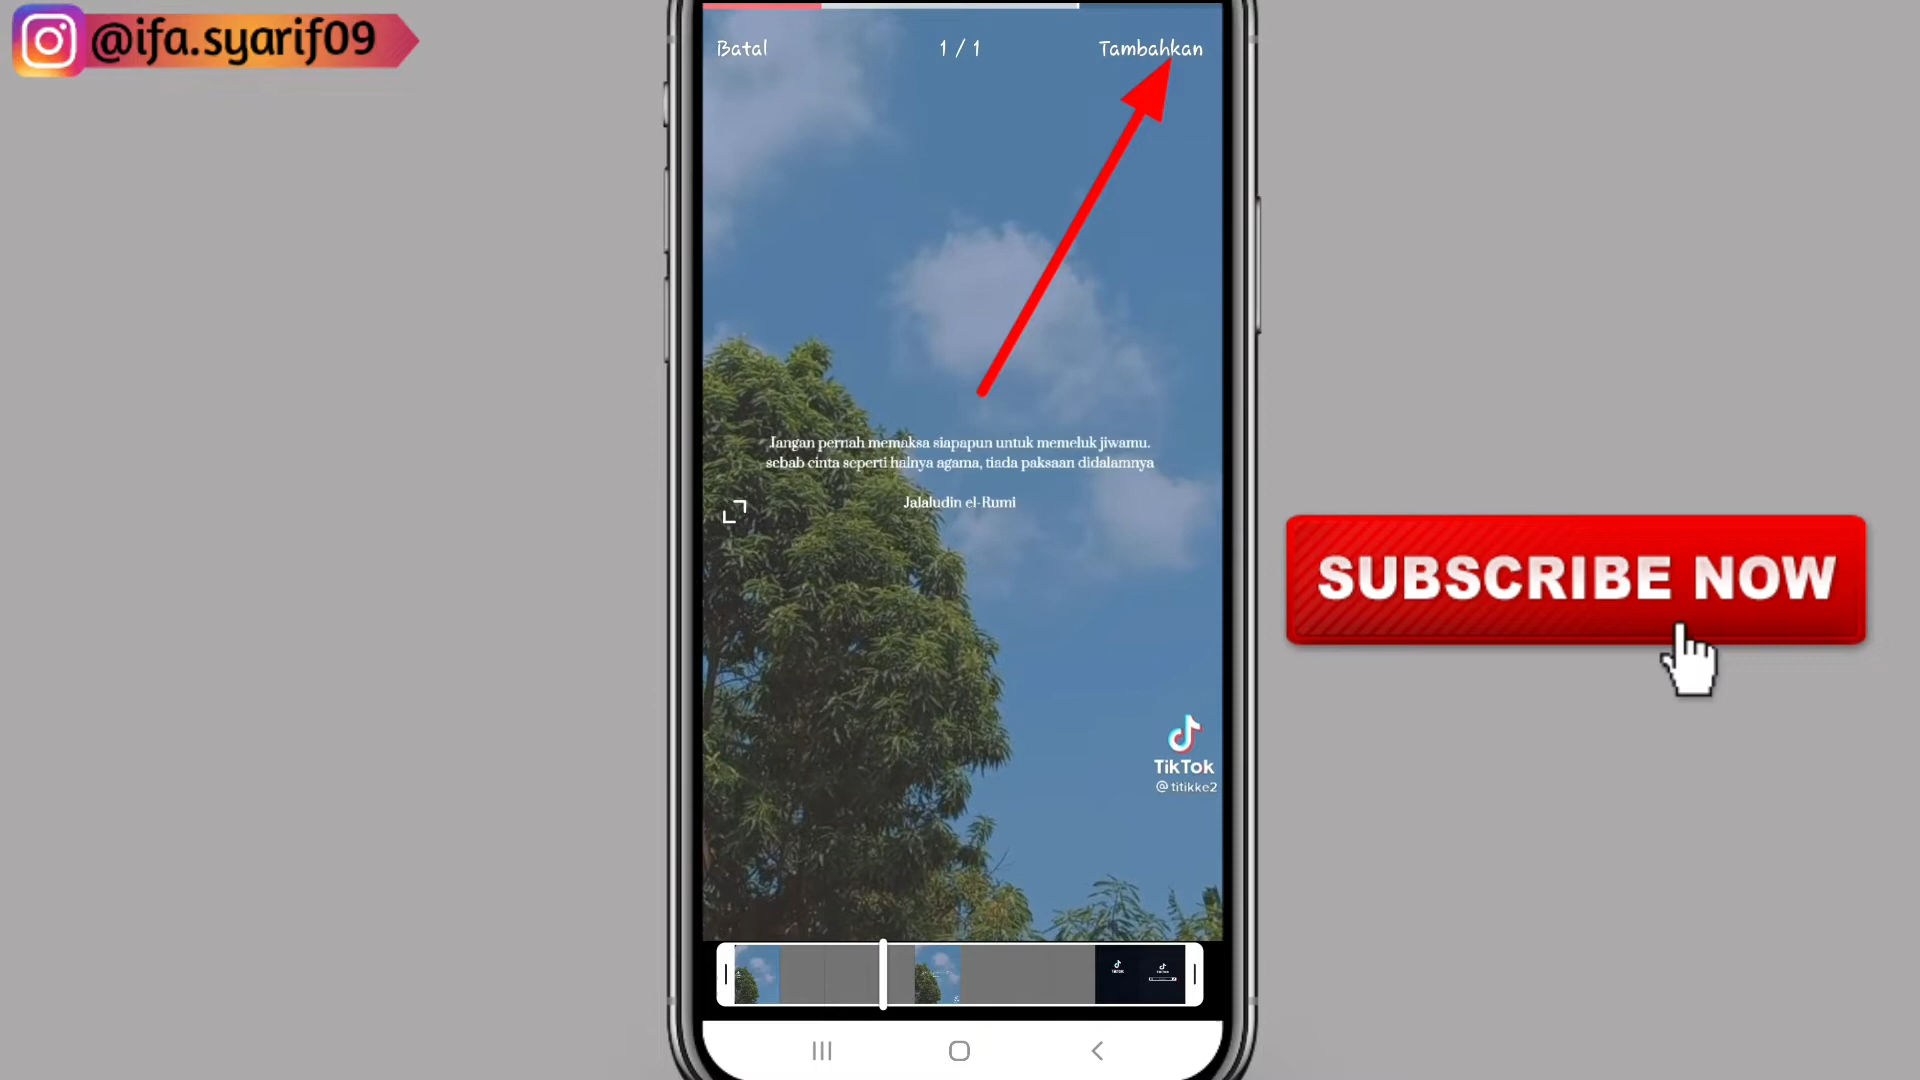 @ifa.syarif09
Batal
1 / 1
Tambahkan
Jangan pernah memaksa siapapun untuk memeluk jiwamu.
sebab cinta seperti halnya agama, tiada paksaan didalamnya
Jalaludin el-Rumi
SUBSCRIBE NOW
TikTok
@titikke2